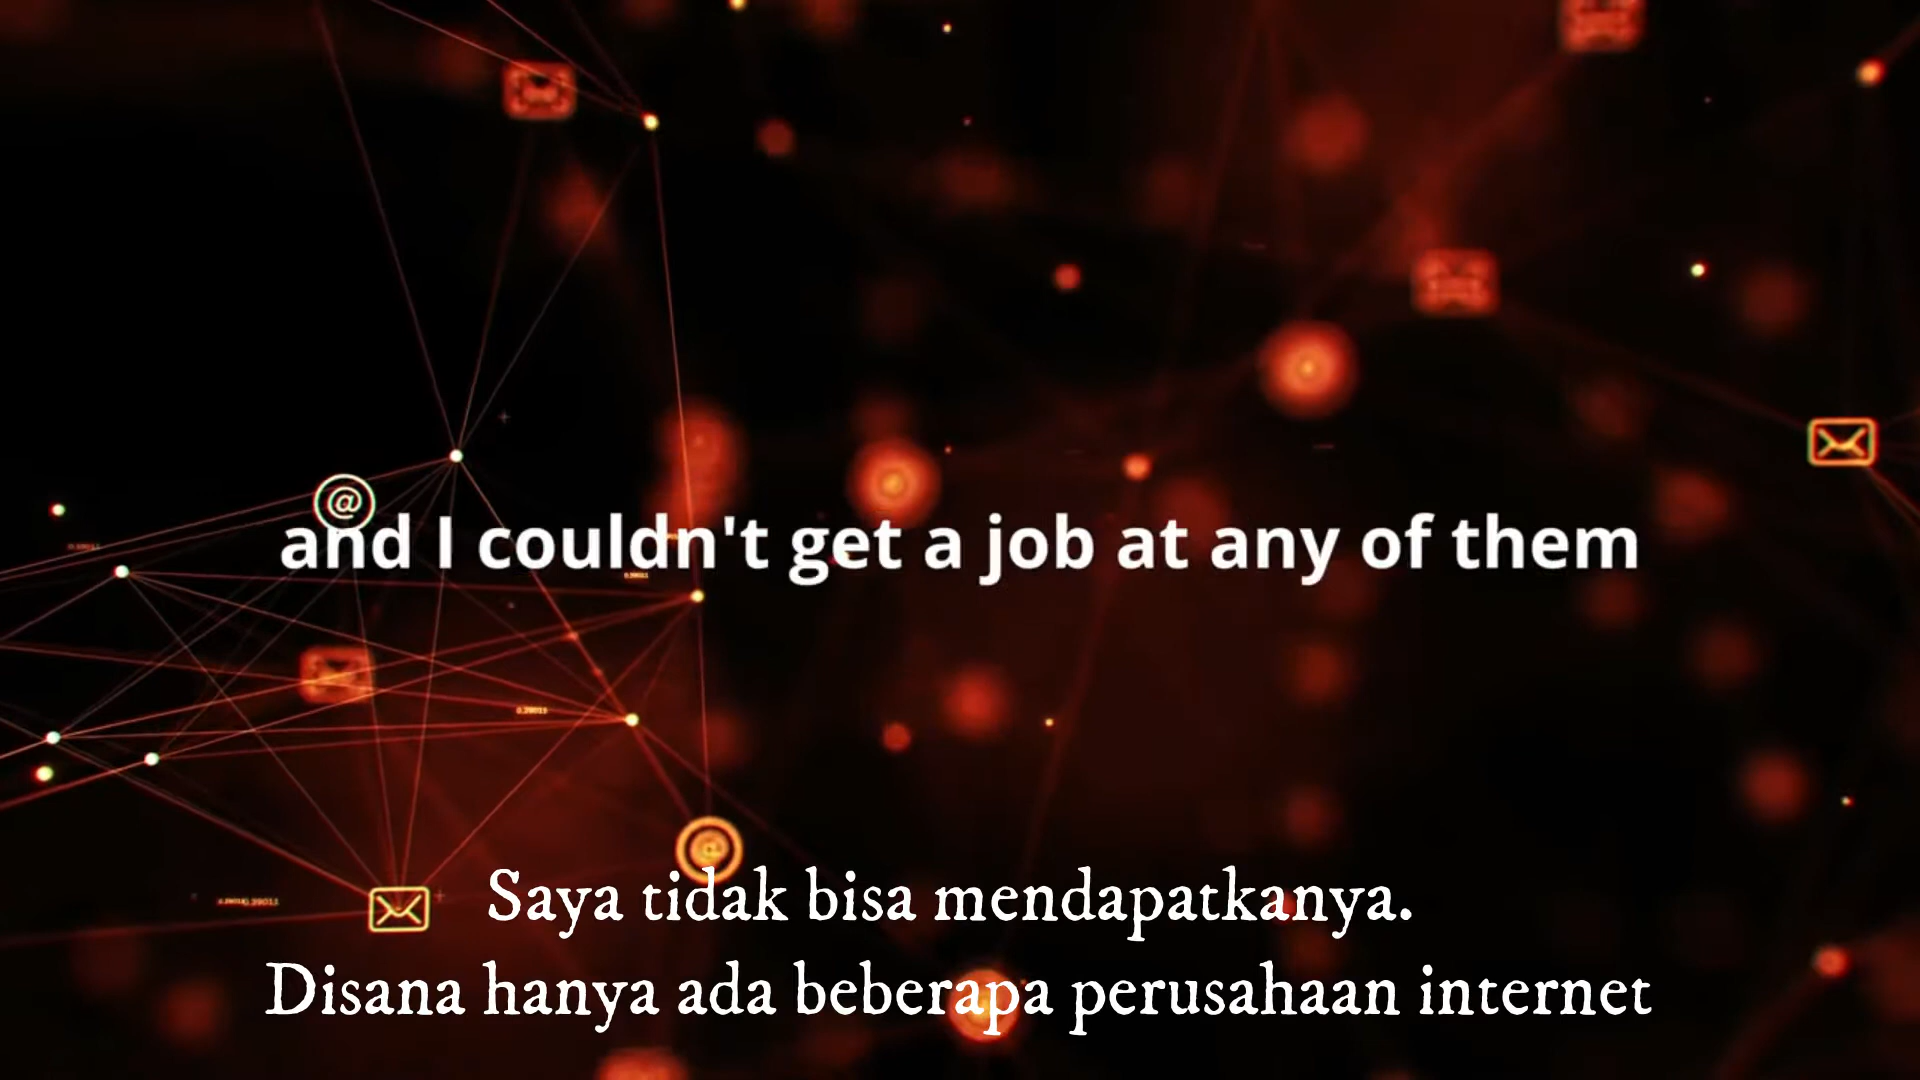 and I couldn't get a job at any of them
Saya tidak bisa mendapatkanya.
Disana hanya ada beberapa perusahaan internet